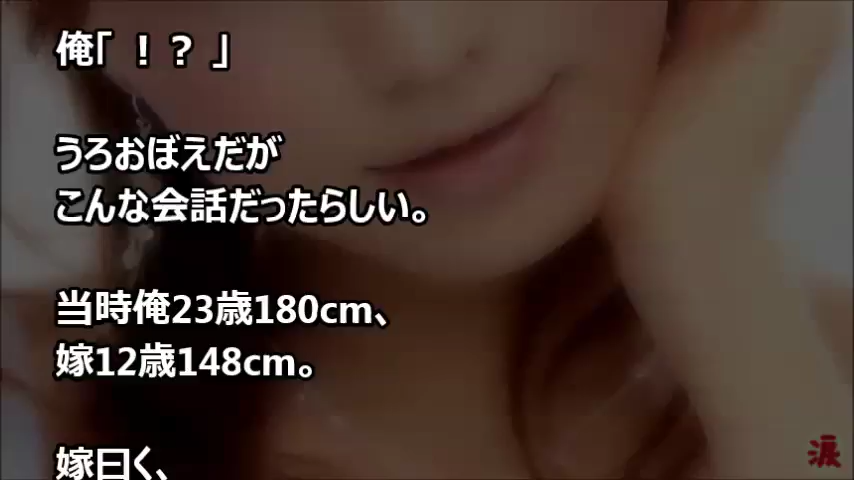 俺「！？」
うろおぼえだが
こんな会話だったらしい。
当時俺23歳180cm、
嫁12歳148cm。
嫁曰く、
涙